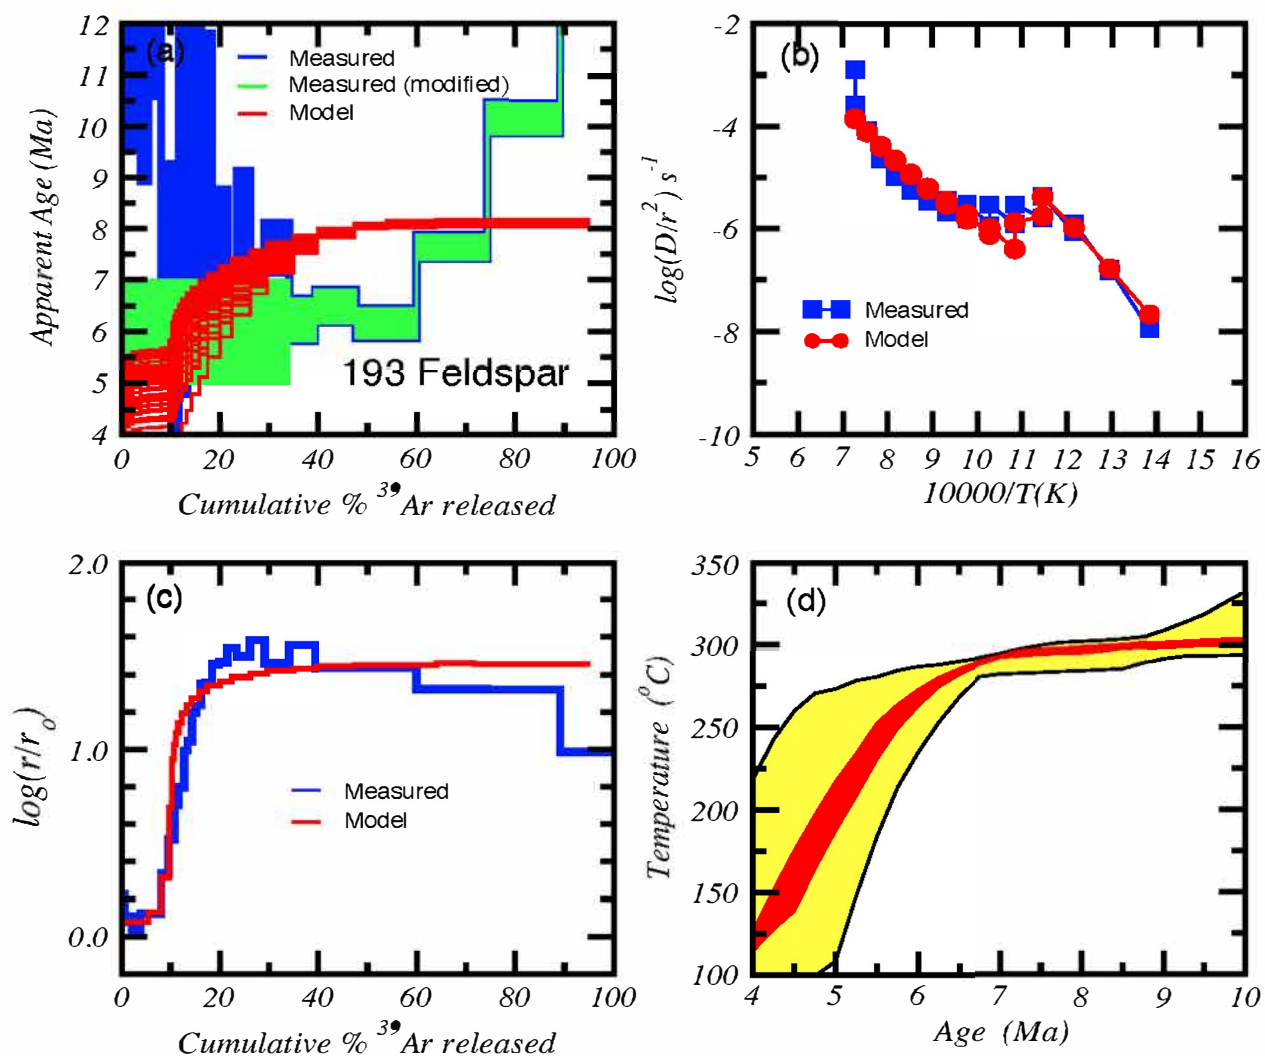 12
11
10
9
8
7
6
5
4
Apparent Age (Ma)
(a)
Measured
Measured (modified)
Model
193 Feldspar
0 20 40 60 80 100
Cumulative % ³⁹Ar released
-2
-4
-6
-8
-10
log(D/r²) s⁻¹
(b)
Measured
Model
5 6 7 8 9 10 11 12 13 14 15 16
10000/T(K)
2.0
1.0
0.0
log(r/r₀)
(c)
Measured
Model
0 20 40 60 80 100
Cumulative % ³⁹Ar released
350
300
250
200
150
100
Temperature (⁰C)
(d)
4 5 6 7 8 9 10
Age (Ma)